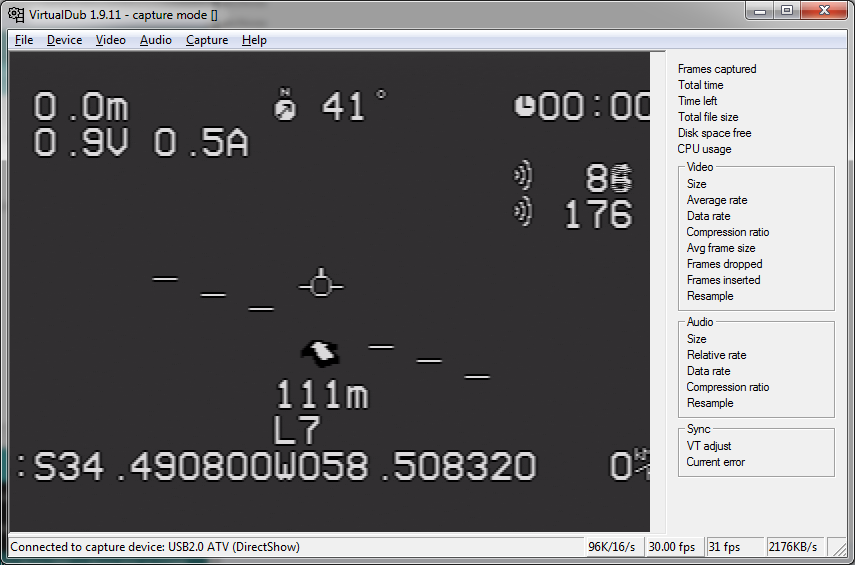 VirtualDub 1.9.11 - capture mode []
File Device Video Audio Capture Help
0.0m N 41° 00:00
0.9V 0.5A
176
111m
L7
:S34.490800W058.508320 0
Frames captured
Total time
Time left
Total file size
Disk space free
CPU usage
Video
Size
Average rate
Data rate
Compression ratio
Avg frame size
Frames dropped
Frames inserted
Resample
Audio
Size
Relative rate
Data rate
Compression ratio
Resample
Sync
VT adjust
Current error
Connected to capture device: USB2.0 ATV (DirectShow) 96K/16/s 30.00 fps 31 fps 2176KB/s